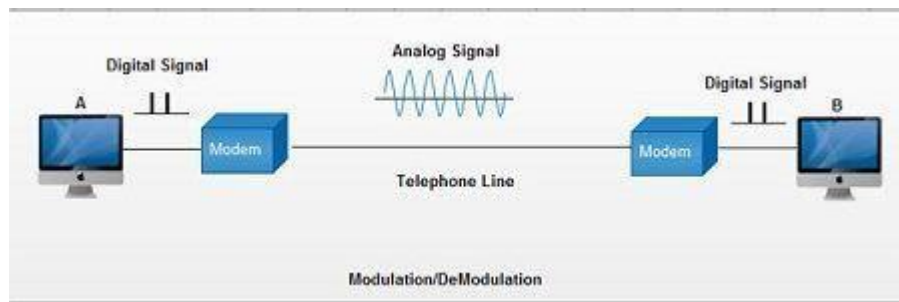 Analog Signal
Digital Signal
Digital Signal
A
B
Modem
Modem
Telephone Line
Modulation/DeModulation